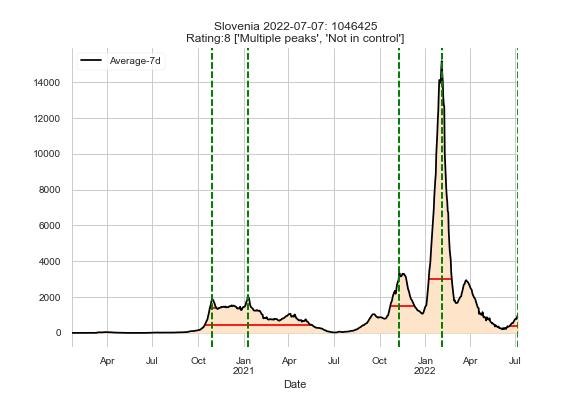 Slovenia 2022-07-07: 1046425
Rating:8 ['Multiple peaks', 'Not in control']
Average-7d
14000
12000
10000
8000
6000
4000
2000
0
Apr Jul Oct Jan Apr Jul Oct Jan Apr Jul
2021 2022
Date